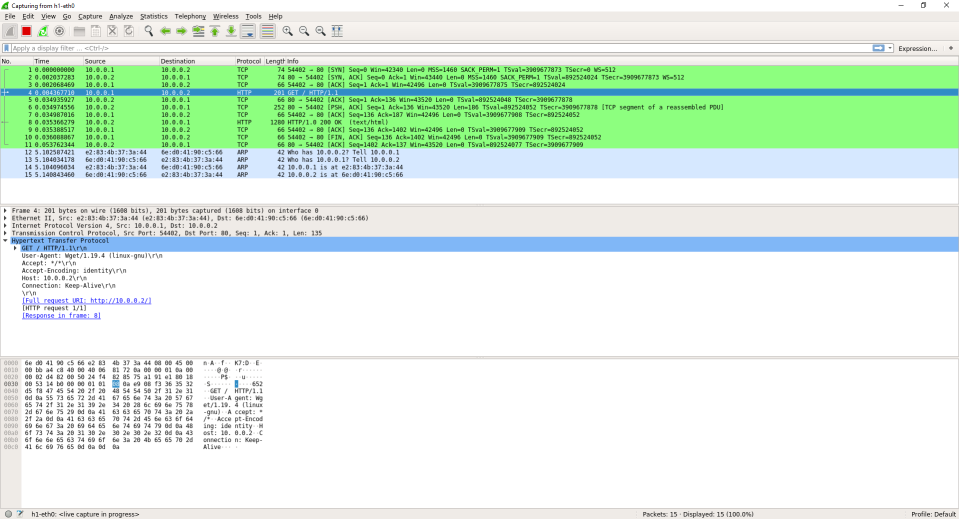 Capturing from h1-eth0
File Edit View Go Capture Analyze Statistics Telephony Wireless Tools Help
Apply a display filter ... <Ctrl-/> Expression... +
No. Time Source Destination Protocol Length Info
1 0.000000000 10.0.0.1 10.0.0.2 TCP 74 54402 → 80 [SYN] Seq=0 Win=42340 Len=0 MSS=1460 SACK_PERM=1 TSval=3909677873 TSecr=0 WS=512
2 0.002037283 10.0.0.2 10.0.0.1 TCP 74 80 → 54402 [SYN, ACK] Seq=0 Ack=1 Win=43440 Len=0 MSS=1460 SACK_PERM=1 TSval=892524024 TSecr=3909677873 WS=512
3 0.002068469 10.0.0.1 10.0.0.2 TCP 66 54402 → 80 [ACK] Seq=1 Ack=1 Win=42496 Len=0 TSval=3909677875 TSecr=892524024
4 0.004367710 10.0.0.1 10.0.0.2 HTTP 201 GET / HTTP/1.1
5 0.034935927 10.0.0.2 10.0.0.1 TCP 66 80 → 54402 [ACK] Seq=1 Ack=136 Win=43520 Len=0 TSval=892524048 TSecr=3909677878
6 0.034974556 10.0.0.2 10.0.0.1 TCP 252 80 → 54402 [PSH, ACK] Seq=1 Ack=136 Win=43520 Len=186 TSval=892524052 TSecr=3909677878 [TCP segment of a reassembled PDU]
7 0.034987016 10.0.0.1 10.0.0.2 TCP 66 54402 → 80 [ACK] Seq=136 Ack=187 Win=42496 Len=0 TSval=3909677908 TSecr=892524052
8 0.035366279 10.0.0.2 10.0.0.1 HTTP 1280 HTTP/1.0 200 OK (text/html)
9 0.035388517 10.0.0.1 10.0.0.2 TCP 66 54402 → 80 [ACK] Seq=136 Ack=1402 Win=42496 Len=0 TSval=3909677909 TSecr=892524052
10 0.036088867 10.0.0.1 10.0.0.2 TCP 66 54402 → 80 [FIN, ACK] Seq=136 Ack=1402 Win=42496 Len=0 TSval=3909677909 TSecr=892524052
11 0.053762344 10.0.0.2 10.0.0.1 TCP 66 80 → 54402 [ACK] Seq=1402 Ack=137 Win=43520 Len=0 TSval=892524077 TSecr=3909677909
12 5.102507421 e2:83:4b:37:3a:44 6e:d0:41:90:c5:66 ARP 42 Who has 10.0.0.2? Tell 10.0.0.1
13 5.104034178 6e:d0:41:90:c5:66 e2:83:4b:37:3a:44 ARP 42 Who has 10.0.0.1? Tell 10.0.0.2
14 5.104096034 e2:83:4b:37:3a:44 6e:d0:41:90:c5:66 ARP 42 10.0.0.1 is at e2:83:4b:37:3a:44
15 5.140843460 6e:d0:41:90:c5:66 e2:83:4b:37:3a:44 ARP 42 10.0.0.2 is at 6e:d0:41:90:c5:66
Frame 4: 201 bytes on wire (1608 bits), 201 bytes captured (1608 bits) on interface 0
Ethernet II, Src: e2:83:4b:37:3a:44 (e2:83:4b:37:3a:44), Dst: 6e:d0:41:90:c5:66 (6e:d0:41:90:c5:66)
Internet Protocol Version 4, Src: 10.0.0.1, Dst: 10.0.0.2
Transmission Control Protocol, Src Port: 54402, Dst Port: 80, Seq: 1, Ack: 1, Len: 135
Hypertext Transfer Protocol
GET / HTTP/1.1\r\n
User-Agent: Wget/1.19.4 (linux-gnu)\r\n
Accept: */*\r\n
Accept-Encoding: identity\r\n
Host: 10.0.0.2\r\n
Connection: Keep-Alive\r\n
\r\n
[Full request URI: http://10.0.0.2/]
[HTTP request 1/1]
[Response in frame: 8]
0000 6e d0 41 90 c5 66 e2 83 4b 37 3a 44 08 00 45 00 n·A··f·· K7:D··E·
0010 00 bb a4 c8 40 00 40 06 81 72 0a 00 00 01 0a 00 ····@·@· ·r······
0020 00 02 d4 82 00 50 24 f4 82 85 75 a1 91 e1 80 18 ·····P$· ··u·····
0030 00 53 14 b0 00 00 01 01 08 0a e9 08 f3 36 35 32 ·S······ ·····652
0040 d5 f8 47 45 54 20 2f 20 48 54 54 50 2f 31 2e 31 ··GET / HTTP/1.1
0050 0d 0a 55 73 65 72 2d 41 67 65 6e 74 3a 20 57 67 ··User-A gent: Wg
0060 65 74 2f 31 2e 31 39 2e 34 20 28 6c 69 6e 75 78 et/1.19. 4 (linux
0070 2d 67 6e 75 29 0d 0a 41 63 63 65 70 74 3a 20 2a -gnu)··A ccept: *
0080 2f 2a 0d 0a 41 63 63 65 70 74 2d 45 6e 63 6f 64 /*··Acce pt-Encod
0090 69 6e 67 3a 20 69 64 65 6e 74 69 74 79 0d 0a 48 ing: ide ntity··H
00a0 6f 73 74 3a 20 31 30 2e 30 2e 30 2e 32 0d 0a 43 ost: 10. 0.0.2··C
00b0 6f 6e 6e 65 63 74 69 6f 6e 3a 20 4b 65 65 70 2d onnectio n: Keep-
00c0 41 6c 69 76 65 0d 0a 0d 0a Alive··· ·
h1-eth0: <live capture in progress> Packets: 15 · Displayed: 15 (100.0%) Profile: Default